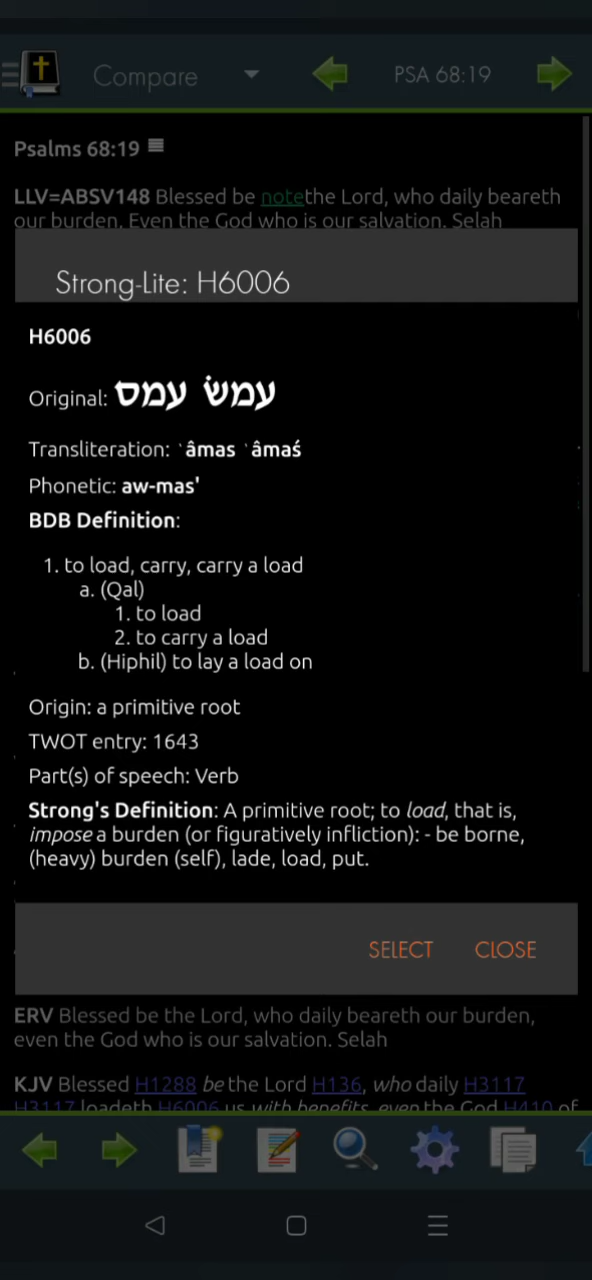 Compare
PSA 68:19
Psalms 68:19
LLV=ABSV148 Blessed be notethe Lord, who daily beareth
our burden, Even the God who is our salvation. Selah
Strong-Lite: H6006
H6006
Original: עמשׂ עמס
Transliteration: ‛âmas ‛âmaś
Phonetic: aw-mas'
BDB Definition:
1. to load, carry, carry a load
a. (Qal)
1. to load
2. to carry a load
b. (Hiphil) to lay a load on
Origin: a primitive root
TWOT entry: 1643
Part(s) of speech: Verb
Strong's Definition: A primitive root; to load, that is,
impose a burden (or figuratively infliction): - be borne,
(heavy) burden (self), lade, load, put.
SELECT CLOSE
ERV Blessed be the Lord, who daily beareth our burden,
even the God who is our salvation. Selah
KJV Blessed H1288 be the Lord H136, who daily H3117
H3117 loadeth H6006 us with benefits, even the God H410 of